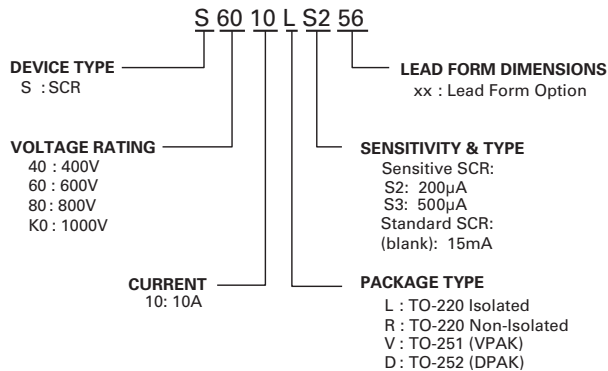 S 60 10 L S2 56
DEVICE TYPE
S : SCR
VOLTAGE RATING
40 : 400V
60 : 600V
80 : 800V
K0 : 1000V
CURRENT
10: 10A
LEAD FORM DIMENSIONS
xx : Lead Form Option
SENSITIVITY & TYPE
Sensitive SCR:
S2: 200µA
S3: 500µA
Standard SCR:
(blank): 15mA
PACKAGE TYPE
L : TO-220 Isolated
R : TO-220 Non-Isolated
V : TO-251 (VPAK)
D : TO-252 (DPAK)